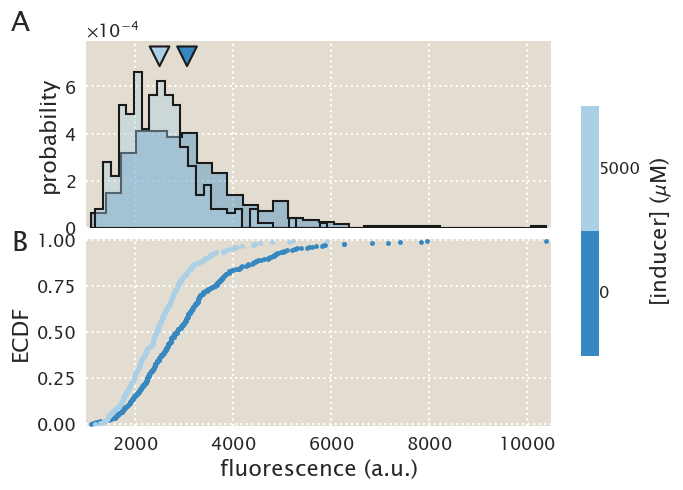 A
×10⁻⁴
probability
6
4
2
0
B
ECDF
1.00
0.75
0.50
0.25
0.00
2000
4000
6000
8000
10000
fluorescence (a.u.)
5000
0
[inducer] (μM)